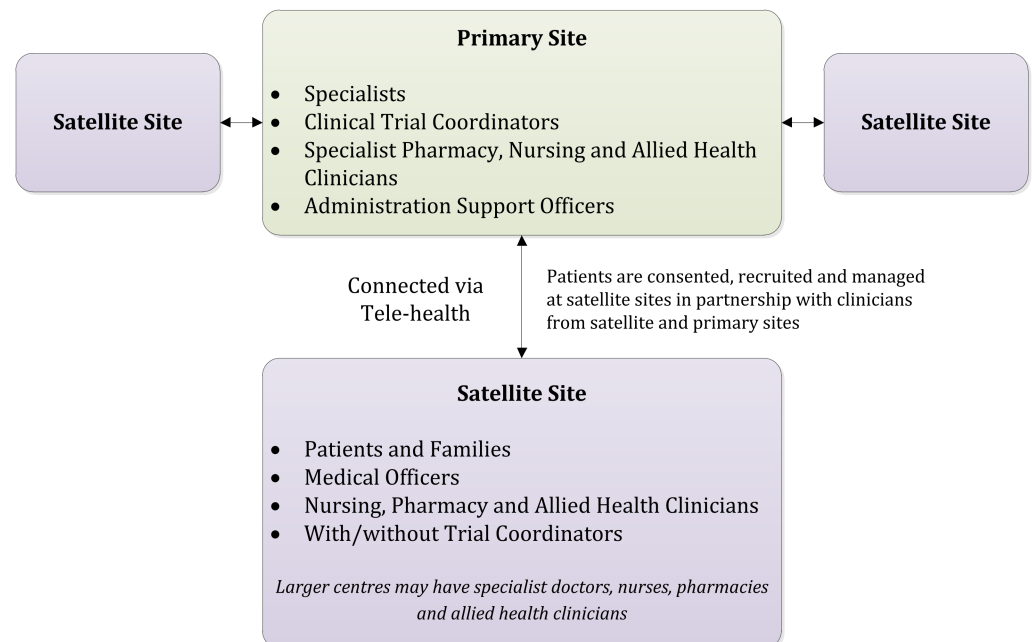 Primary Site
• Specialists
• Clinical Trial Coordinators
• Specialist Pharmacy, Nursing and Allied Health
Clinicians
• Administration Support Officers
Satellite Site
Satellite Site
Connected via
Tele-health
Patients are consented, recruited and managed
at satellite sites in partnership with clinicians
from satellite and primary sites
Satellite Site
• Patients and Families
• Medical Officers
• Nursing, Pharmacy and Allied Health Clinicians
• With/without Trial Coordinators
Larger centres may have specialist doctors, nurses, pharmacies
and allied health clinicians